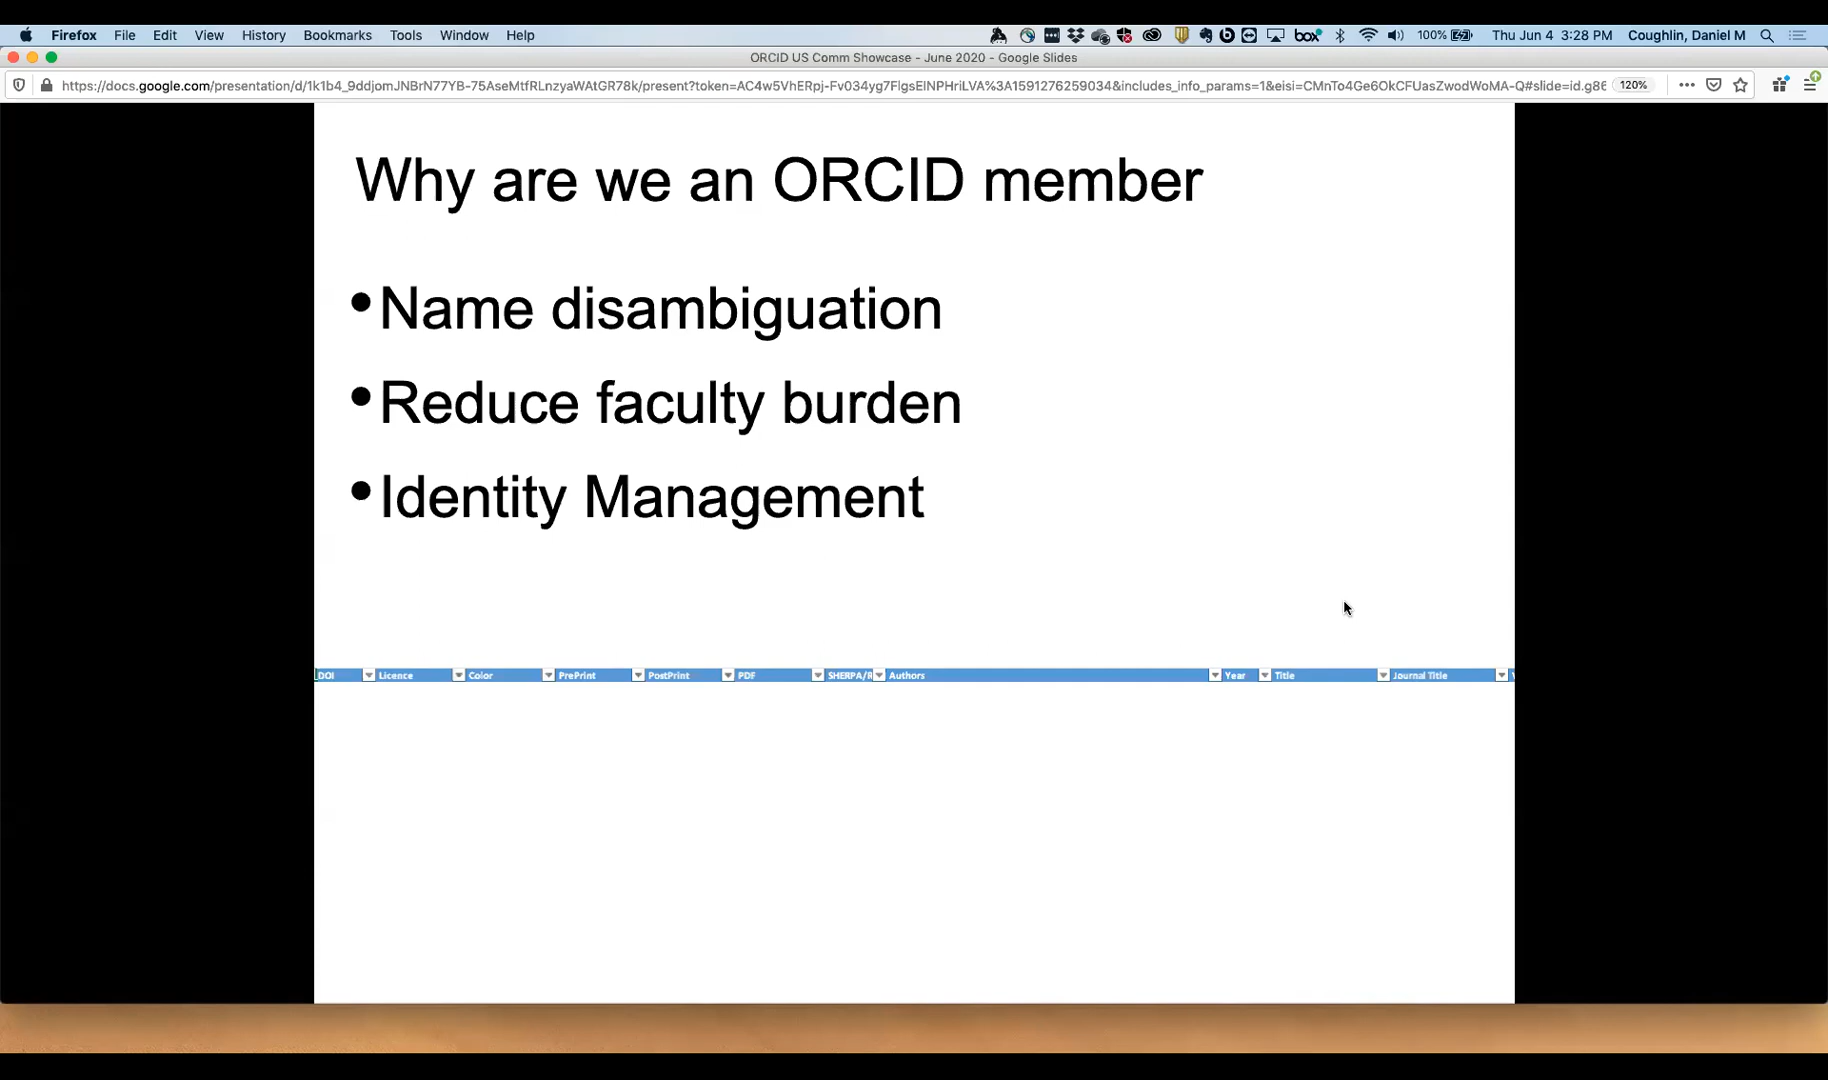 Firefox File Edit View History Bookmarks Tools Window Help box 100% Thu Jun 4 3:28 PM Coughlin, Daniel M
ORCID US Comm Showcase - June 2020 - Google Slides
120%
Why are we an ORCID member
•Name disambiguation
•Reduce faculty burden
•Identity Management
DOI Licence Color PrePrint PostPrint PDF SHERPA/R Authors Year Title Journal Title